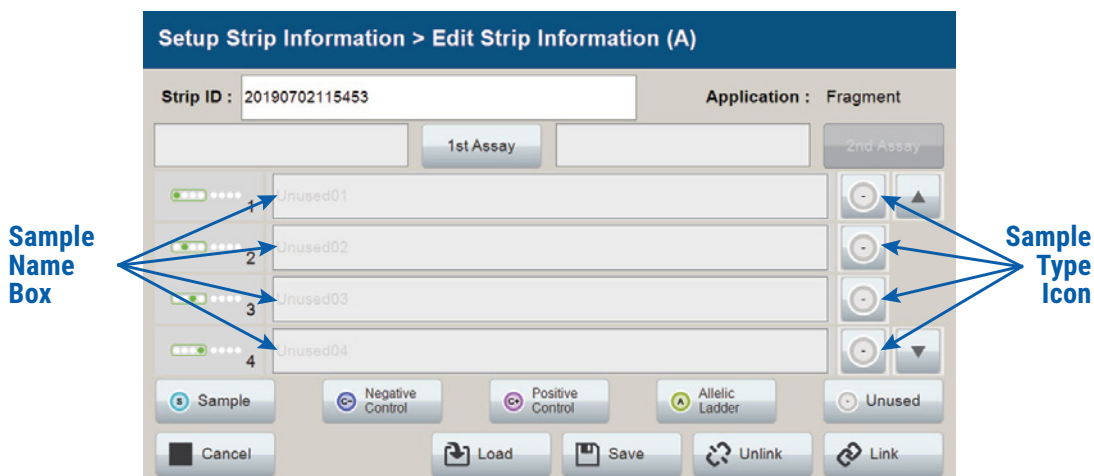 Setup Strip Information > Edit Strip Information (A)
Strip ID : 20190702115453 Application : Fragment
1st Assay 2nd Assay
1 Unused01
2 Unused02
3 Unused03
4 Unused04
Sample
Name
Box
Sample
Type
Icon
S Sample C- Negative Control C+ Positive Control A Allelic Ladder - Unused
Cancel Load Save Unlink Link